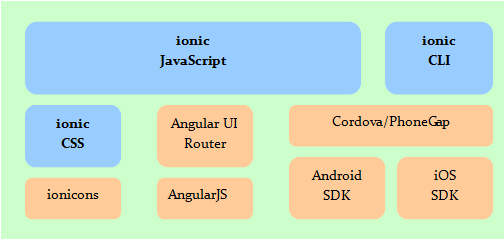 ionic
JavaScript
ionic
CLI
ionic
CSS
Angular UI
Router
Cordova/PhoneGap
ionicons
AngularJS
Android
SDK
iOS
SDK